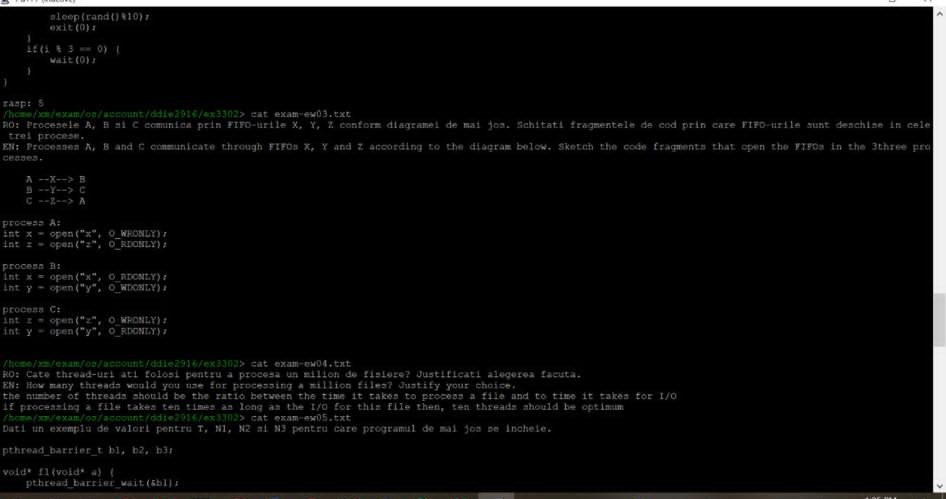 sleep(rand()%10);
        exit(0);
    }
    if(i % 3 == 0) {
        wait(0);
    }
}
rasp: 5
/home/xm/exam/os/account/ddie2916/ex3302> cat exam-ew03.txt
RO: Procesele A, B si C comunica prin FIFO-urile X, Y, Z conform diagramei de mai jos. Schitati fragmentele de cod prin care FIFO-urile sunt deschise in cele
 trei procese.
EN: Processes A, B and C communicate through FIFOs X, Y and Z according to the diagram below. Sketch the code fragments that open the FIFOs in the 3three pro
cesses.
    A --X--> B
    B --Y--> C
    C --Z--> A
process A:
int x = open("x", O_WRONLY);
int z = open("z", O_RDONLY);
process B:
int x = open("x", O_RDONLY);
int y = open("y", O_WDONLY);
process C:
int z = open("z", O_WRONLY);
int y = open("y", O_RDONLY);
/home/xm/exam/os/account/ddie2916/ex3302> cat exam-ew04.txt
RO: Cate thread-uri ati folosi pentru a procesa un milion de fisiere? Justificati alegerea facuta.
EN: How many threads would you use for processing a million files? Justify your choice.
the number of threads should be the ratio between the time it takes to process a file and to time it takes for I/O
if processing a file takes ten times as long as the I/O for this file then, ten threads should be optimum
/home/xm/exam/os/account/ddie2916/ex3302> cat exam-ew05.txt
Dati un exemplu de valori pentru T, N1, N2 si N3 pentru care programul de mai jos se incheie.
pthread_barrier_t b1, b2, b3;
void* f1(void* a) {
    pthread_barrier_wait(&b1);